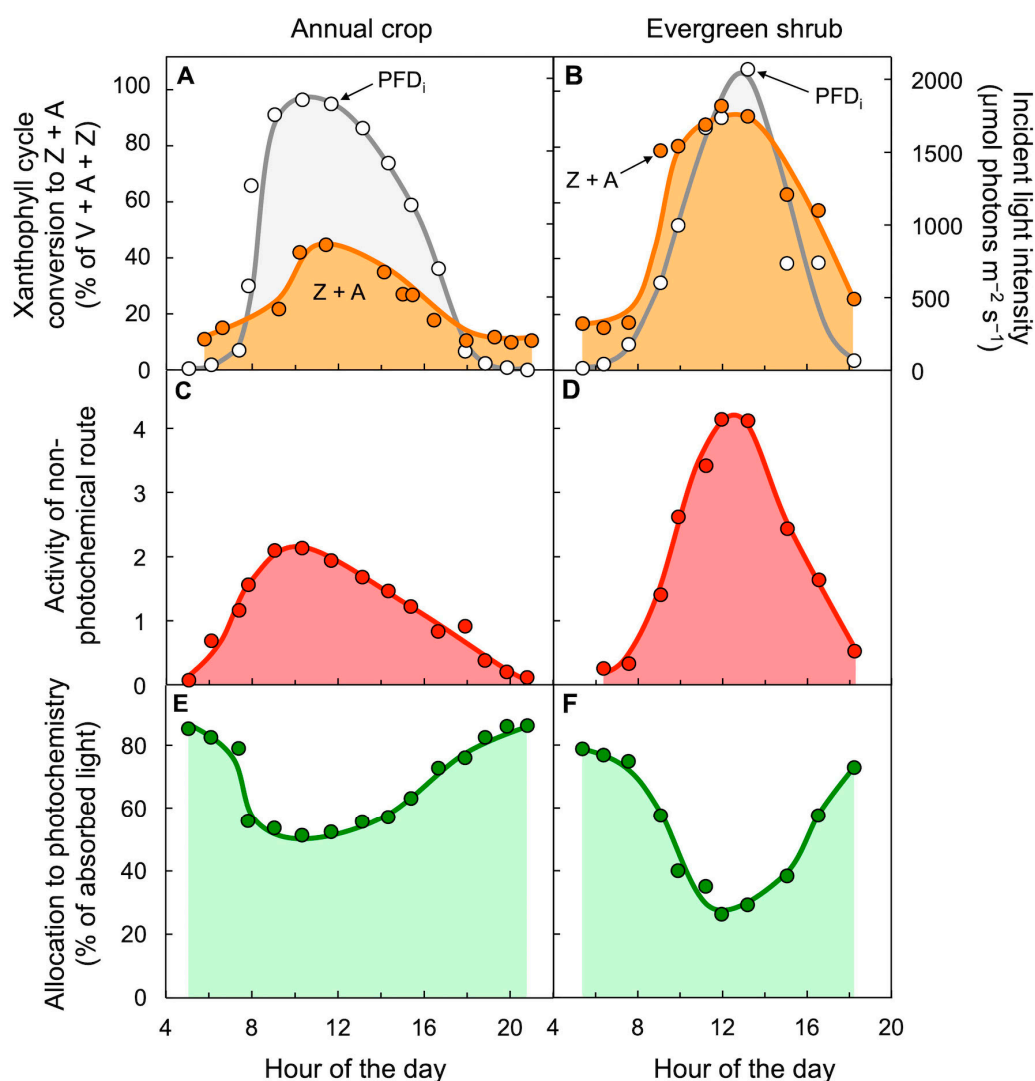 Annual crop
Evergreen shrub
Xanthophyll cycle
conversion to Z + A
(% of V + A + Z)
100
80
60
40
20
0
A
PFDi
Z + A
B
PFDi
Z + A
2000
1500
1000
500
0
Incident light intensity
(μmol photons m⁻² s⁻¹)
Activity of non-
photochemical route
4
3
2
1
0
C
D
Allocation to photochemistry
(% of absorbed light)
80
60
40
20
0
E
F
4
8
12
16
20
4
8
12
16
20
Hour of the day
Hour of the day